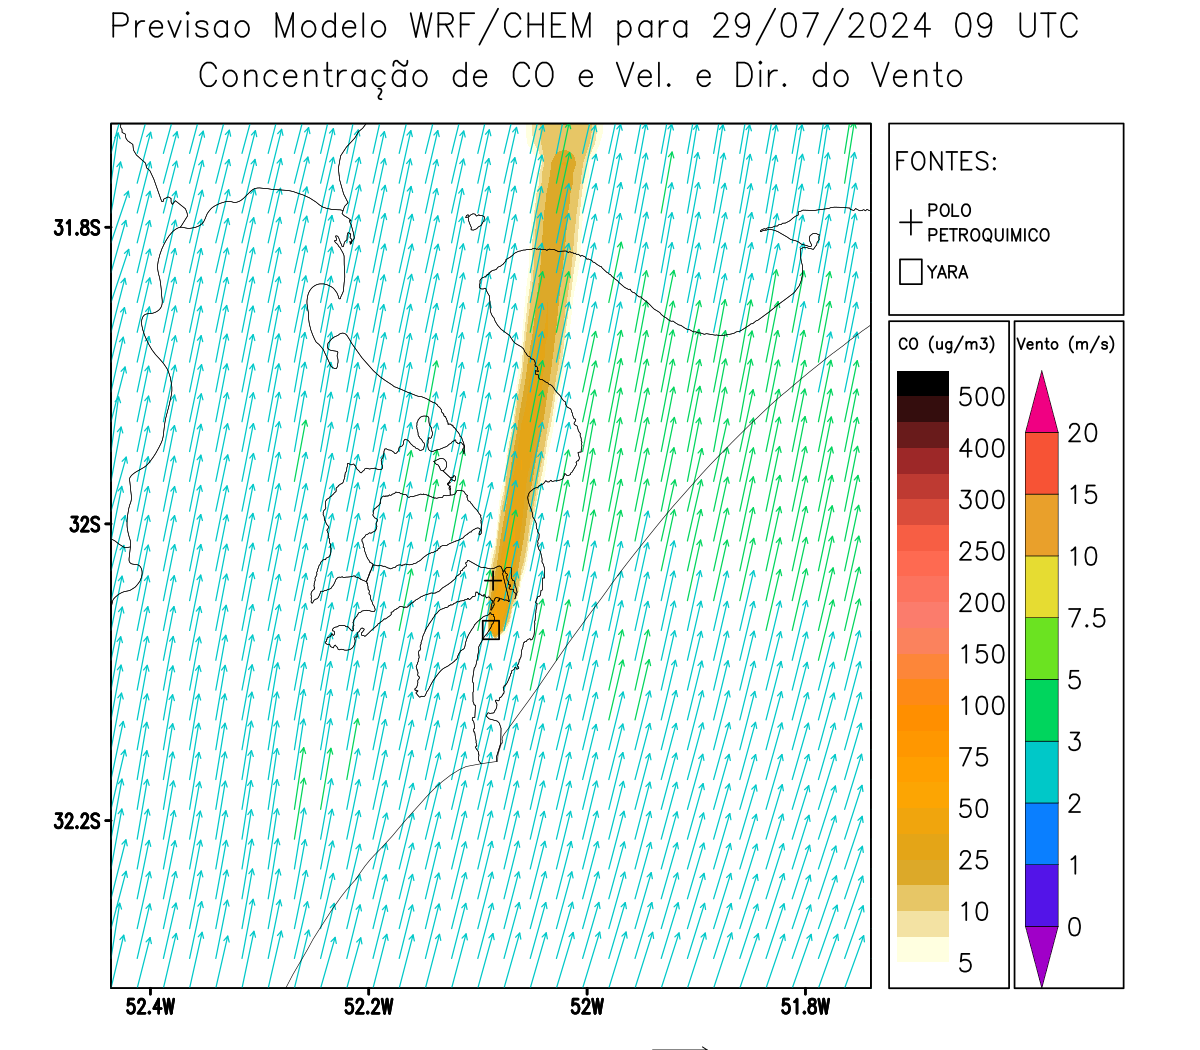 Previsao Modelo WRF/CHEM para 29/07/2024 09 UTC
Concentração de CO e Vel. e Dir. do Vento
FONTES:
POLO
PETROQUIMICO
YARA
CO (ug/m3)
500
400
300
250
200
150
100
75
50
25
10
5
Vento (m/s)
20
15
10
7.5
5
3
2
1
0
31.8S
32S
32.2S
52.4W
52.2W
52W
51.8W